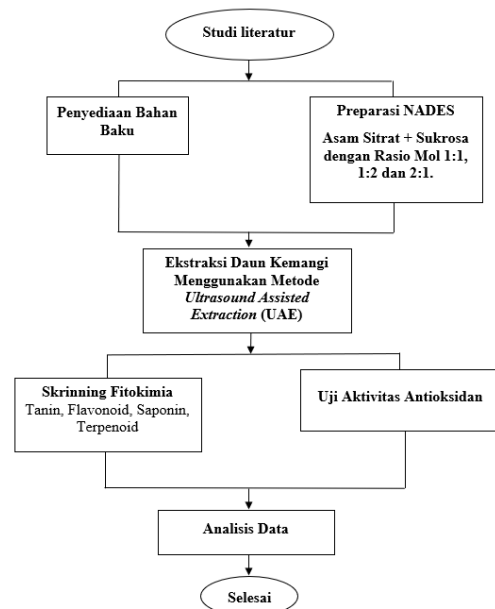 Studi literatur
Penyediaan Bahan
Baku
Preparasi NADES
Asam Sitrat + Sukrosa
dengan Rasio Mol 1:1,
1:2 dan 2:1.
Ekstraksi Daun Kemangi
Menggunakan Metode
Ultrasound Assisted
Extraction (UAE)
Skrinning Fitokimia
Tanin, Flavonoid, Saponin,
Terpenoid
Uji Aktivitas Antioksidan
Analisis Data
Selesai